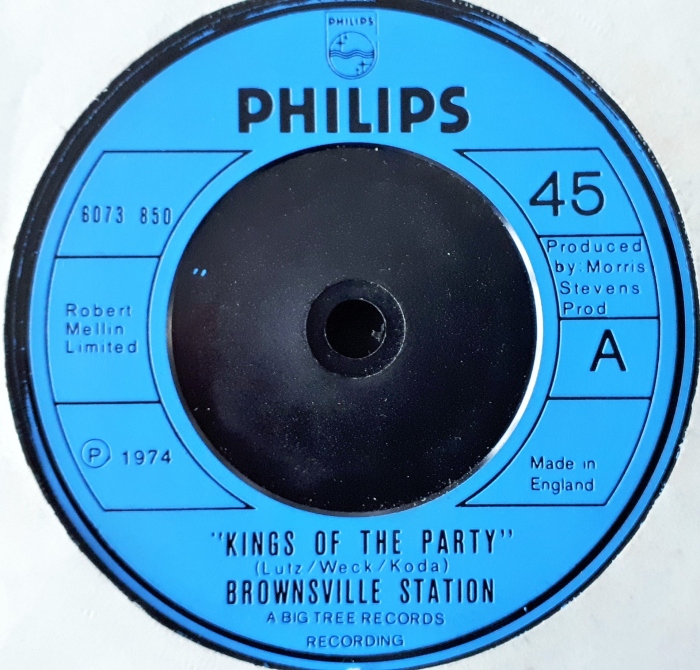 PHILIPS
PHILIPS
6073 850
45
Produced
by: Morris
Stevens
Prod
Robert
Mellin
Limited
A
Ⓟ 1974
Made in
England
"KINGS OF THE PARTY"
(Lutz/Weck/Koda)
BROWNSVILLE STATION
A BIG TREE RECORDS
RECORDING